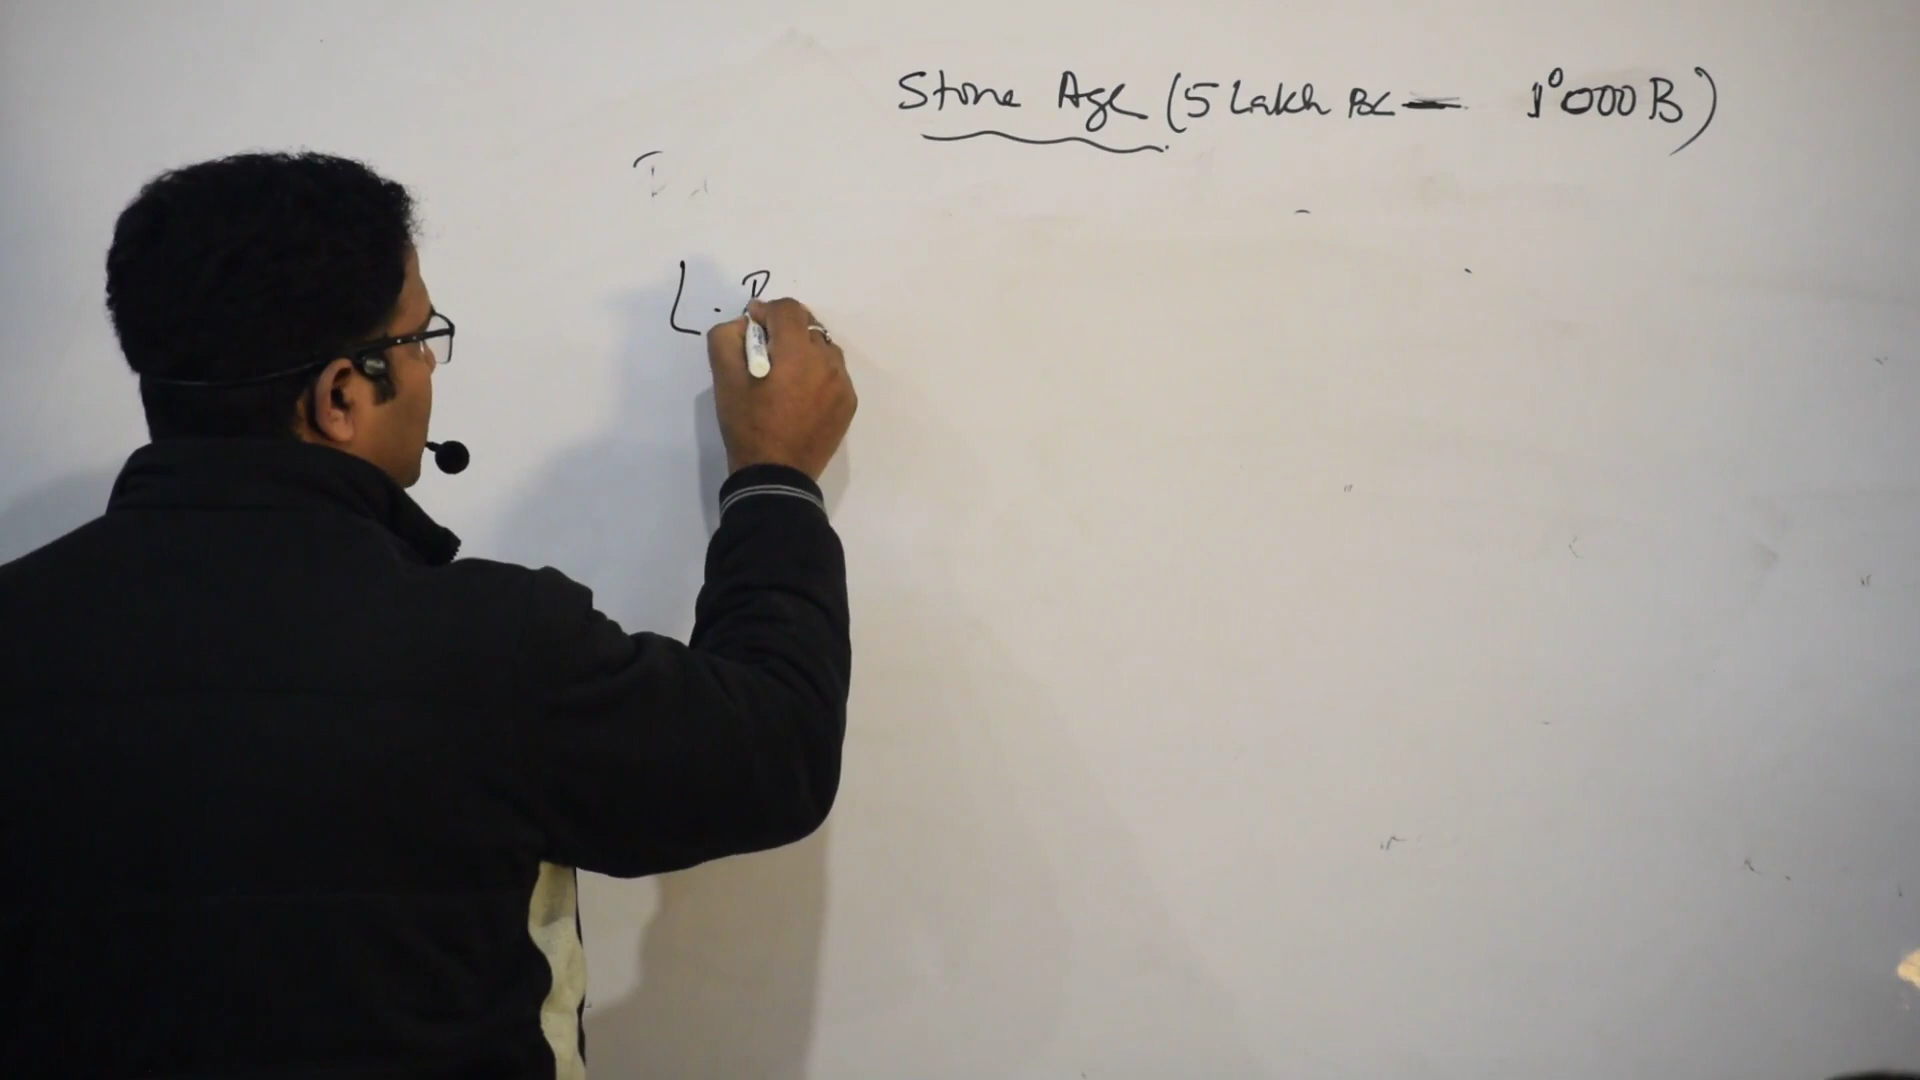 Stone Age (5 Lakh BC — 1000 B)
L. P